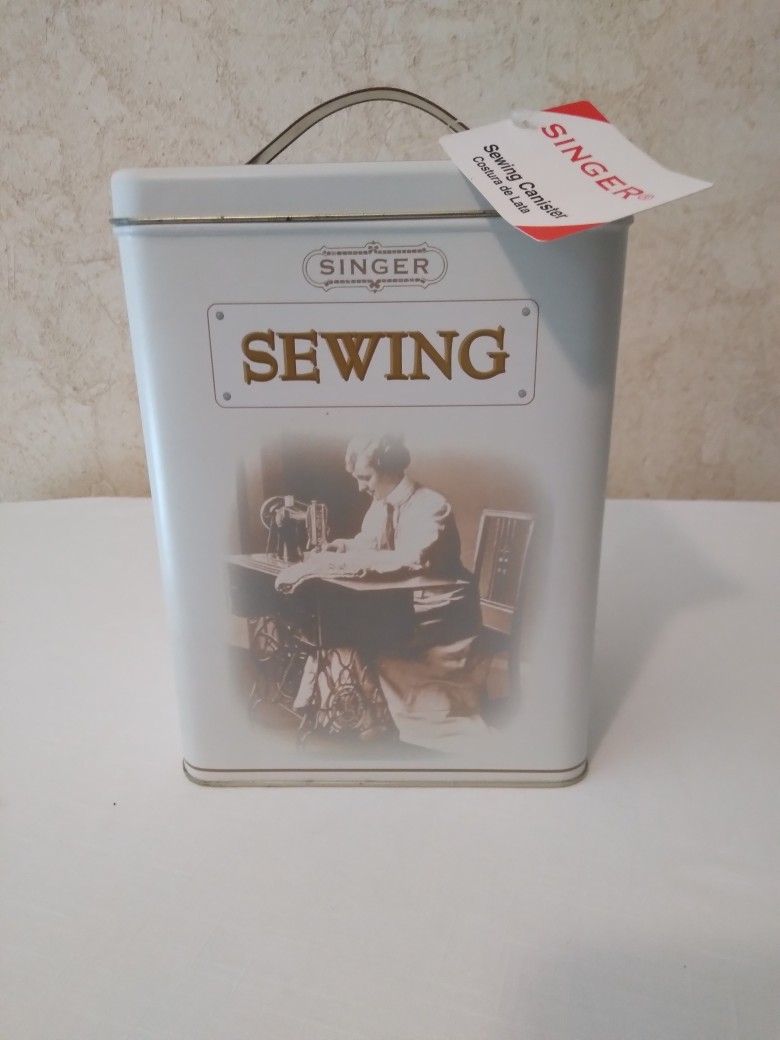 SINGER®
Sewing Canister
Costura de Lata
SINGER
SEWING